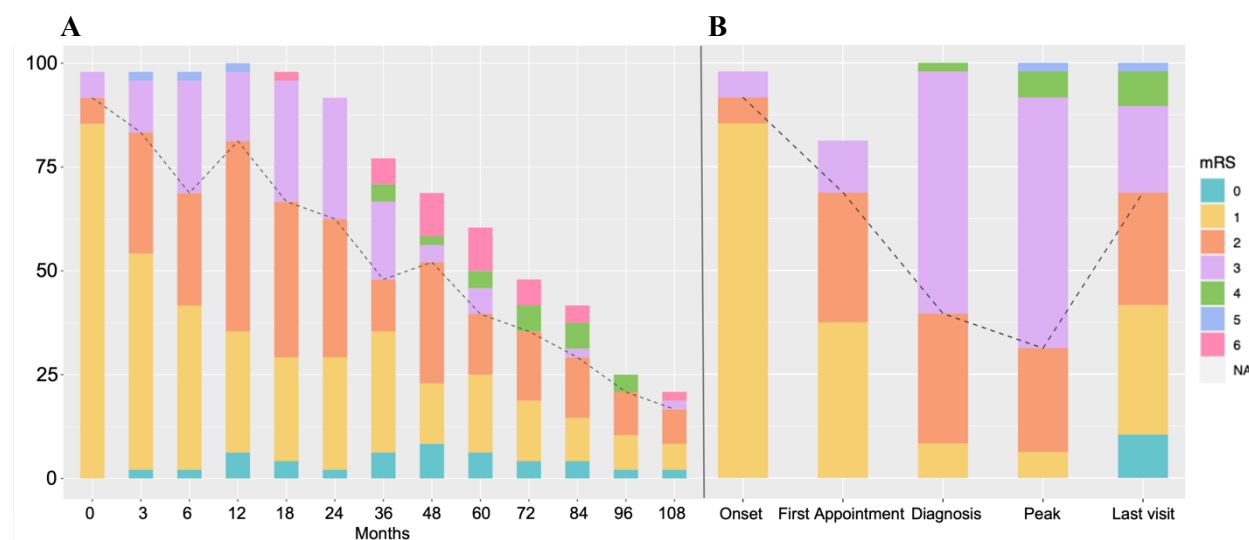 A
B
100
75
50
25
0
0 3 6 12 18 24 36 48 60 72 84 96 108
Months
Onset First Appointment Diagnosis Peak Last visit
mRS
0
1
2
3
4
5
6
NA